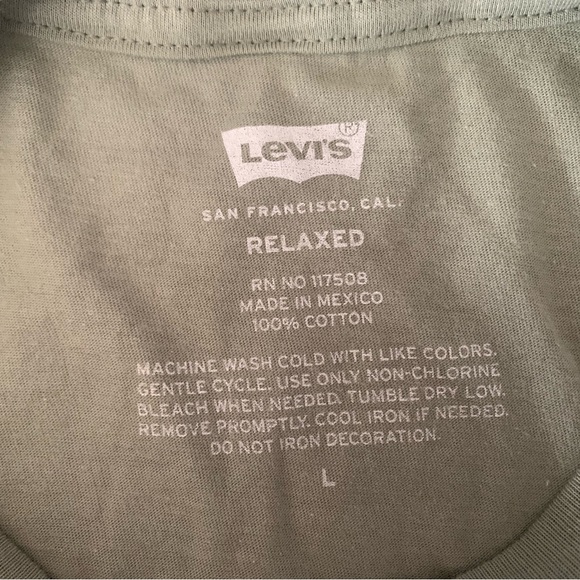 Levi's ®
SAN FRANCISCO, CAL.
RELAXED
RN NO 117508
MADE IN MEXICO
100% COTTON
MACHINE WASH COLD WITH LIKE COLORS.
GENTLE CYCLE. USE ONLY NON-CHLORINE
BLEACH WHEN NEEDED. TUMBLE DRY LOW.
REMOVE PROMPTLY. COOL IRON IF NEEDED.
DO NOT IRON DECORATION.
L